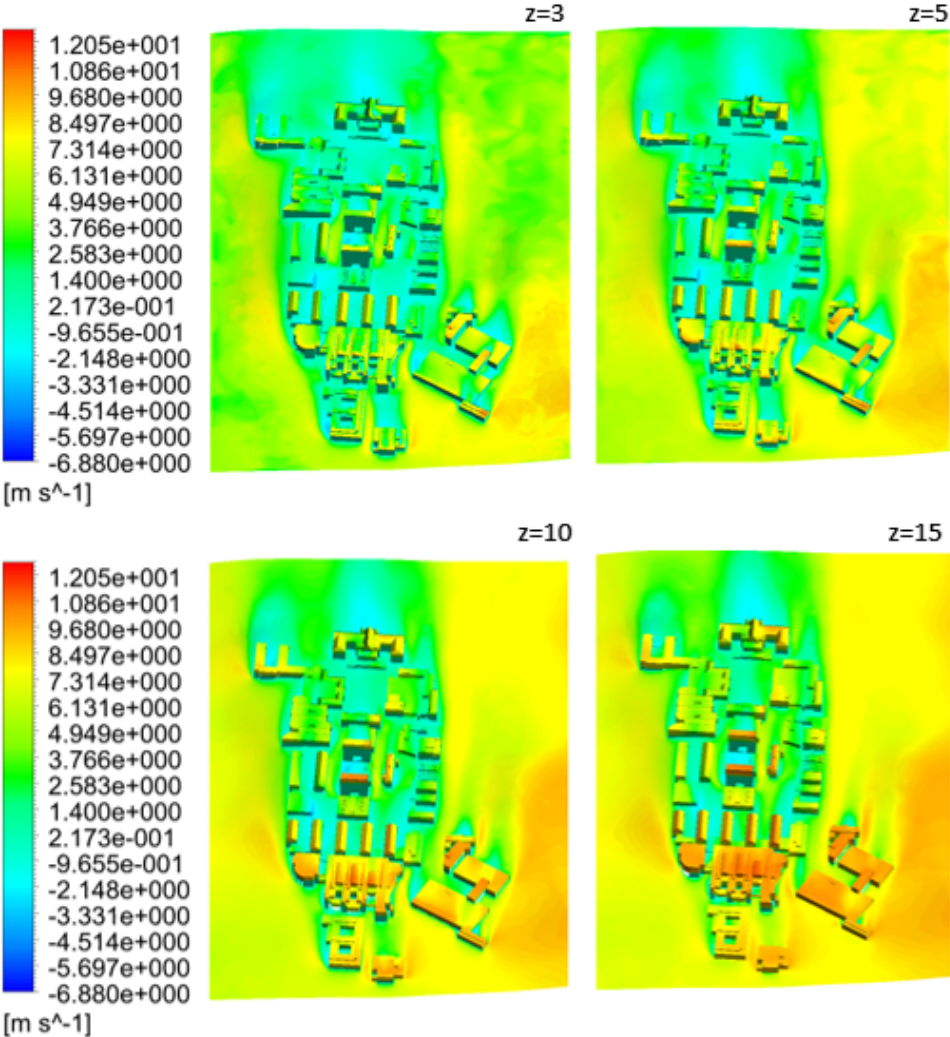 z=3
z=5
1.205e+001
1.086e+001
9.680e+000
8.497e+000
7.314e+000
6.131e+000
4.949e+000
3.766e+000
2.583e+000
1.400e+000
2.173e-001
-9.655e-001
-2.148e+000
-3.331e+000
-4.514e+000
-5.697e+000
-6.880e+000
[m s^-1]
z=10
z=15
1.205e+001
1.086e+001
9.680e+000
8.497e+000
7.314e+000
6.131e+000
4.949e+000
3.766e+000
2.583e+000
1.400e+000
2.173e-001
-9.655e-001
-2.148e+000
-3.331e+000
-4.514e+000
-5.697e+000
-6.880e+000
[m s^-1]